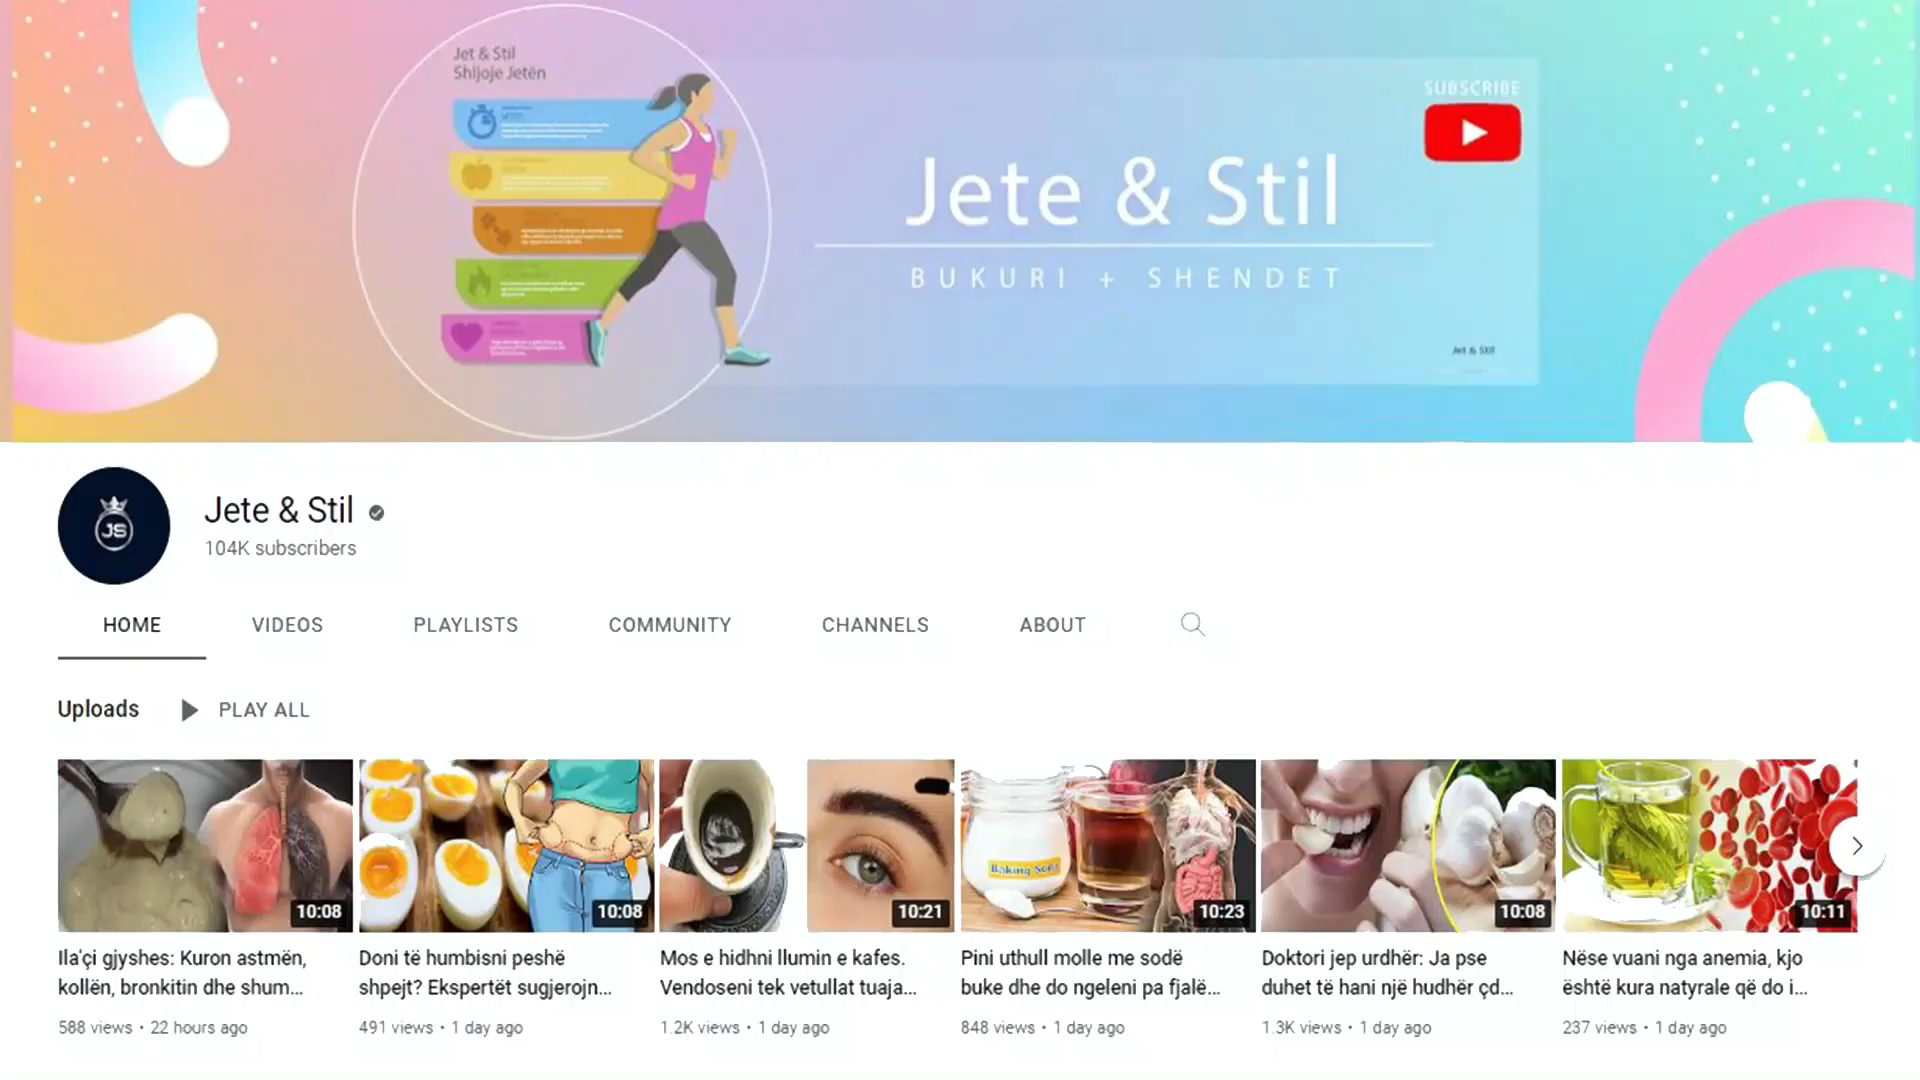 Jet & Stil
Shijoje Jetën
SUBSCRIBE
Jete & Stil
BUKURI + SHENDET
Jet & Stil
JS
Jete & Stil
104K subscribers
HOME VIDEOS PLAYLISTS COMMUNITY CHANNELS ABOUT
Uploads PLAY ALL
Baking Soda
10:08 10:08 10:21 10:23 10:08 10:11
Ila'çi gjyshes: Kuron astmën,
kollën, bronkitin dhe shum...
588 views • 22 hours ago
Doni të humbisni peshë
shpejt? Ekspertët sugjerojn...
491 views • 1 day ago
Mos e hidhni llumin e kafes.
Vendoseni tek vetullat tuaja...
1.2K views • 1 day ago
Pini uthull molle me sodë
buke dhe do ngeleni pa fjalë...
848 views • 1 day ago
Doktori jep urdhër: Ja pse
duhet të hani një hudhër çd...
1.3K views • 1 day ago
Nëse vuani nga anemia, kjo
është kura natyrale që do i...
237 views • 1 day ago